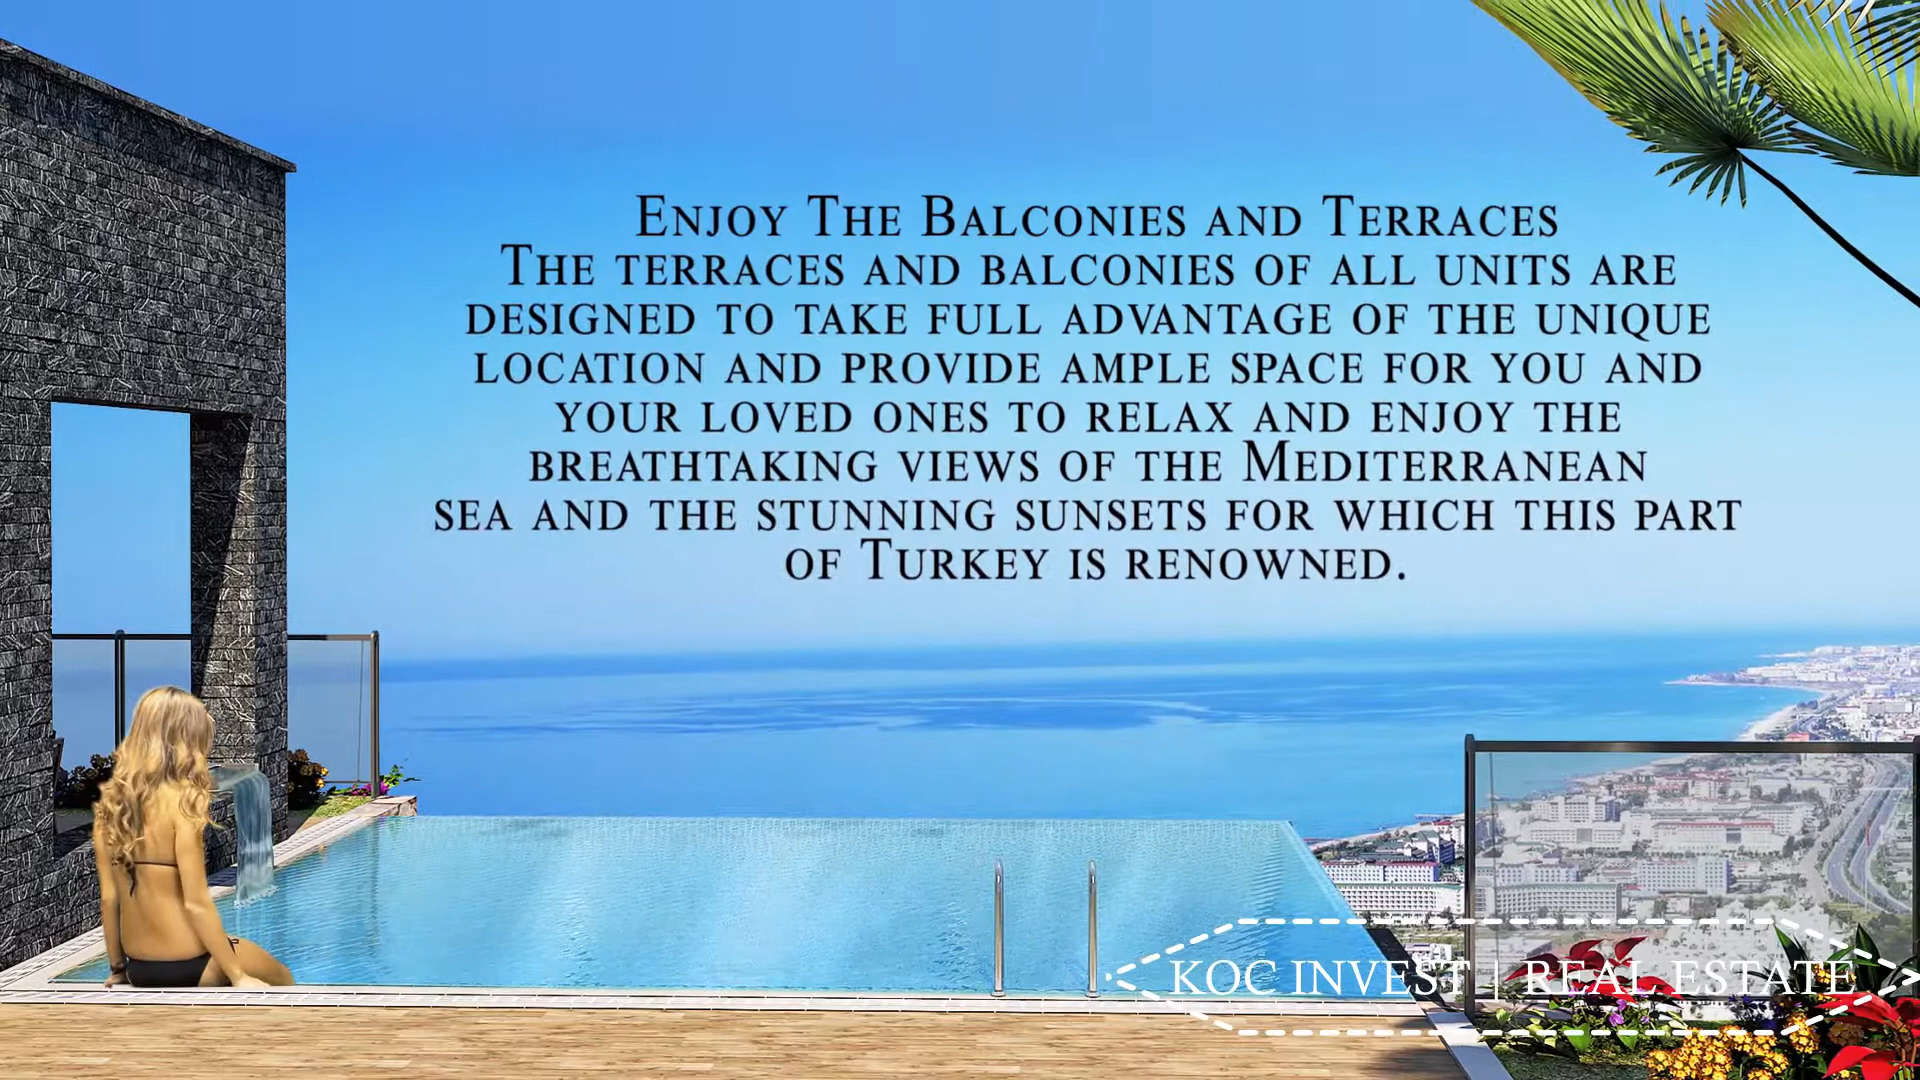 Enjoy The Balconies and Terraces
The terraces and balconies of all units are
designed to take full advantage of the unique
location and provide ample space for you and
your loved ones to relax and enjoy the
breathtaking views of the Mediterranean
sea and the stunning sunsets for which this part
of Turkey is renowned.
KOC INVEST | REAL ESTATE